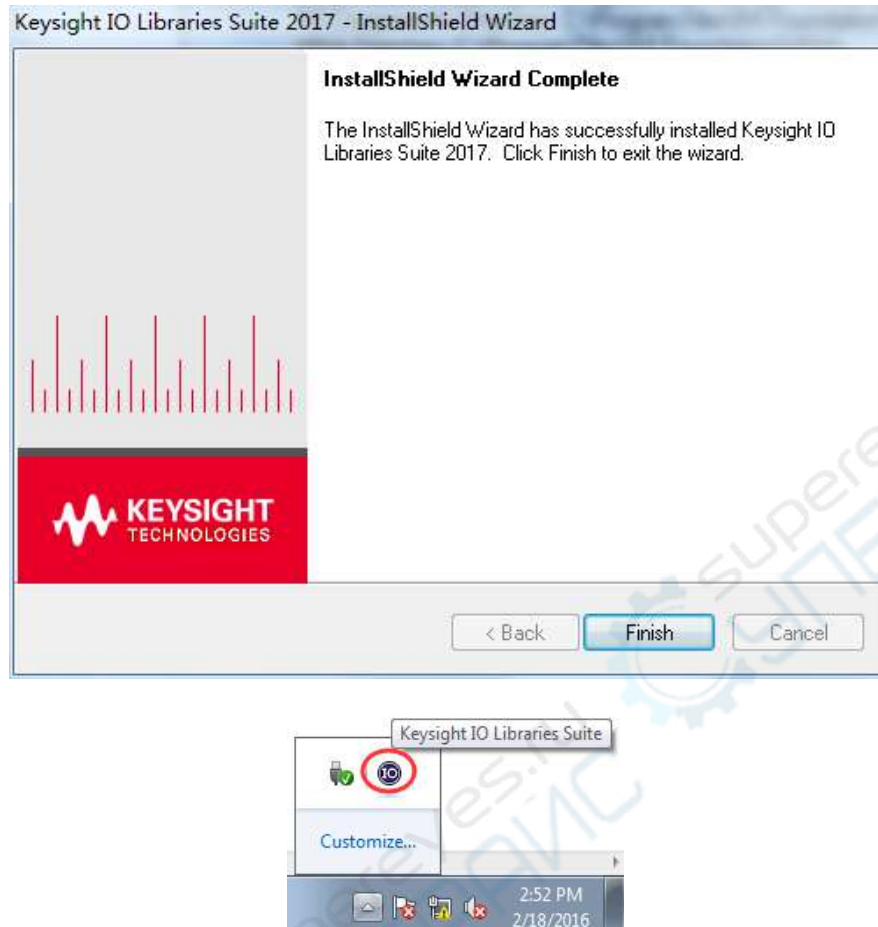 Keysight IO Libraries Suite 2017 - InstallShield Wizard
InstallShield Wizard Complete
The InstallShield Wizard has successfully installed Keysight IO
Libraries Suite 2017. Click Finish to exit the wizard.
KEYSIGHT
TECHNOLOGIES
< Back
Finish
Cancel
Keysight IO Libraries Suite
IO
Customize...
2:52 PM
2/18/2016